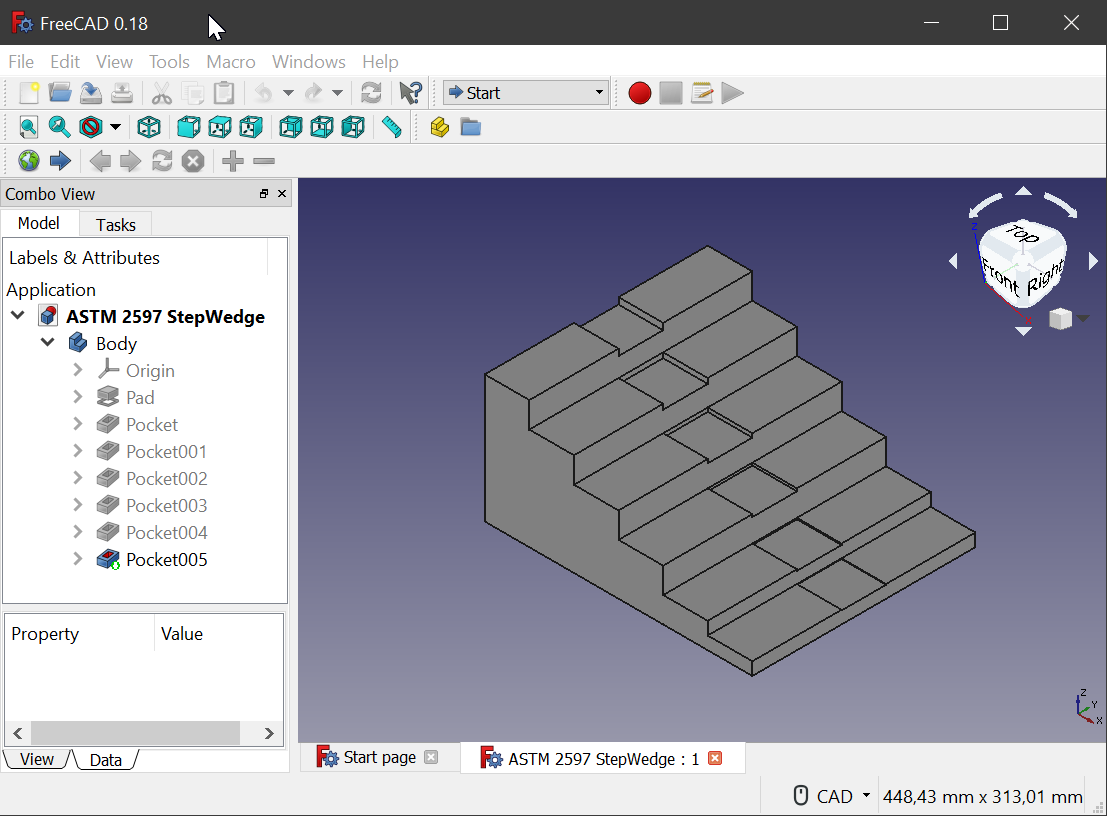 FreeCAD 0.18
File Edit View Tools Macro Windows Help
Start
Combo View
Model Tasks
Labels & Attributes
Application
ASTM 2597 StepWedge
Body
Origin
Pad
Pocket
Pocket001
Pocket002
Pocket003
Pocket004
Pocket005
Property Value
View Data
Top
Front Right
Z
X
Z
Y
X
Start page ASTM 2597 StepWedge : 1
CAD 448,43 mm x 313,01 mm